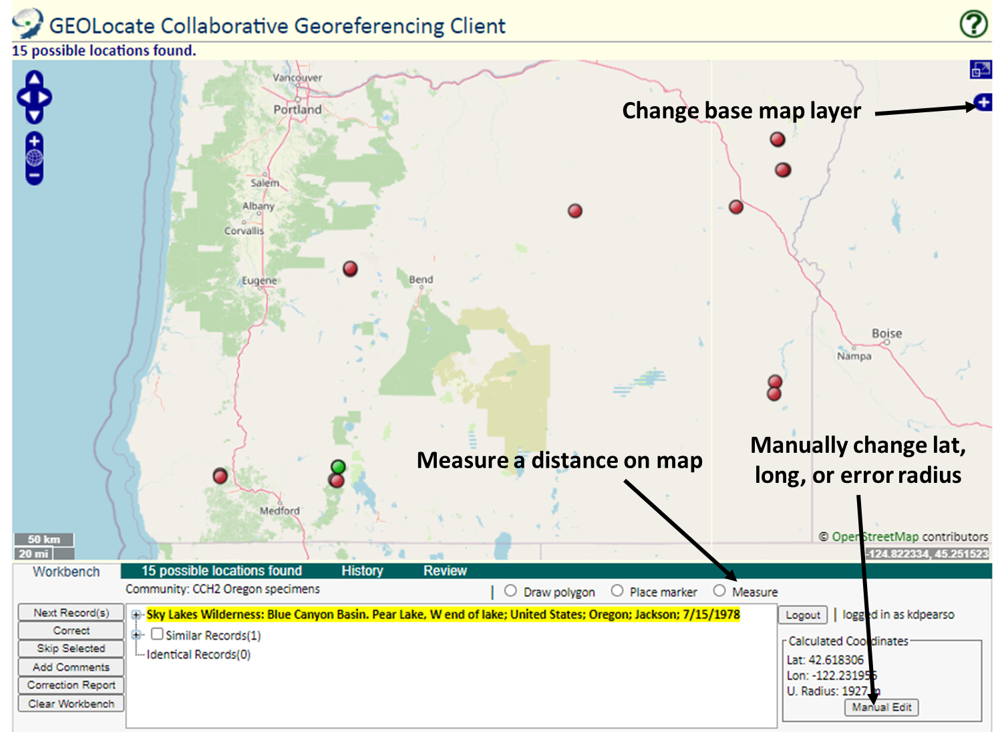 GEOLocate Collaborative Georeferencing Client
?
15 possible locations found.
Vancouver
Portland
Change base map layer
Salem
Albany
Corvallis
Eugene
Bend
Boise
Nampa
Manually change lat,
long, or error radius
Measure a distance on map
Medford
50 km
20 mi
© OpenStreetMap contributors
-124.822334, 45.251523
Workbench
15 possible locations found
History
Review
Community: CCH2 Oregon specimens
| Draw polygon Place marker Measure
Next Record(s)
Correct
Skip Selected
Add Comments
Correction Report
Clear Workbench
Sky Lakes Wilderness: Blue Canyon Basin. Pear Lake, W end of lake; United States; Oregon; Jackson; 7/15/1978
Similar Records(1)
Identical Records(0)
Logout | logged in as kdpearso
Calculated Coordinates
Lat: 42.618306
Lon: -122.231955
U. Radius: 1927 m
Manual Edit